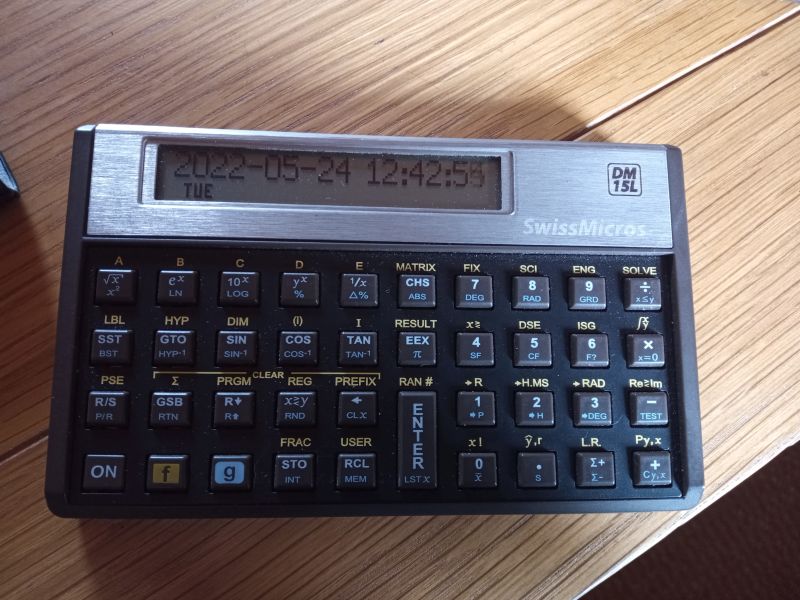 2022-05-24 12:42:55
TUE
DM
15L
SwissMicros
A B C D E MATRIX FIX SCI ENG SOLVE
√x eˣ 10ˣ yˣ 1/x CHS 7 8 9 ÷
x² LN LOG % Δ% ABS DEG RAD GRD x≤y
LBL HYP DIM (i) I RESULT x≷ DSE ISG ∫xy
SST GTO SIN COS TAN EEX 4 5 6 ×
BST HYP-1 SIN-1 COS-1 TAN-1 π SF CF F? x=0
CLEAR
PSE Σ PRGM REG PREFIX RAN # →R →H.MS →RAD Re≷Im
R/S GSB R↓ x≷y ← ENTER 1 2 3 −
P/R RTN R↑ RND CLx →P →H →DEG TEST
FRAC USER x! ŷ,r L.R. Py,x
ON f g STO RCL 0 • Σ+ +
INT MEM LSTx x̄ S Σ- Cy,x